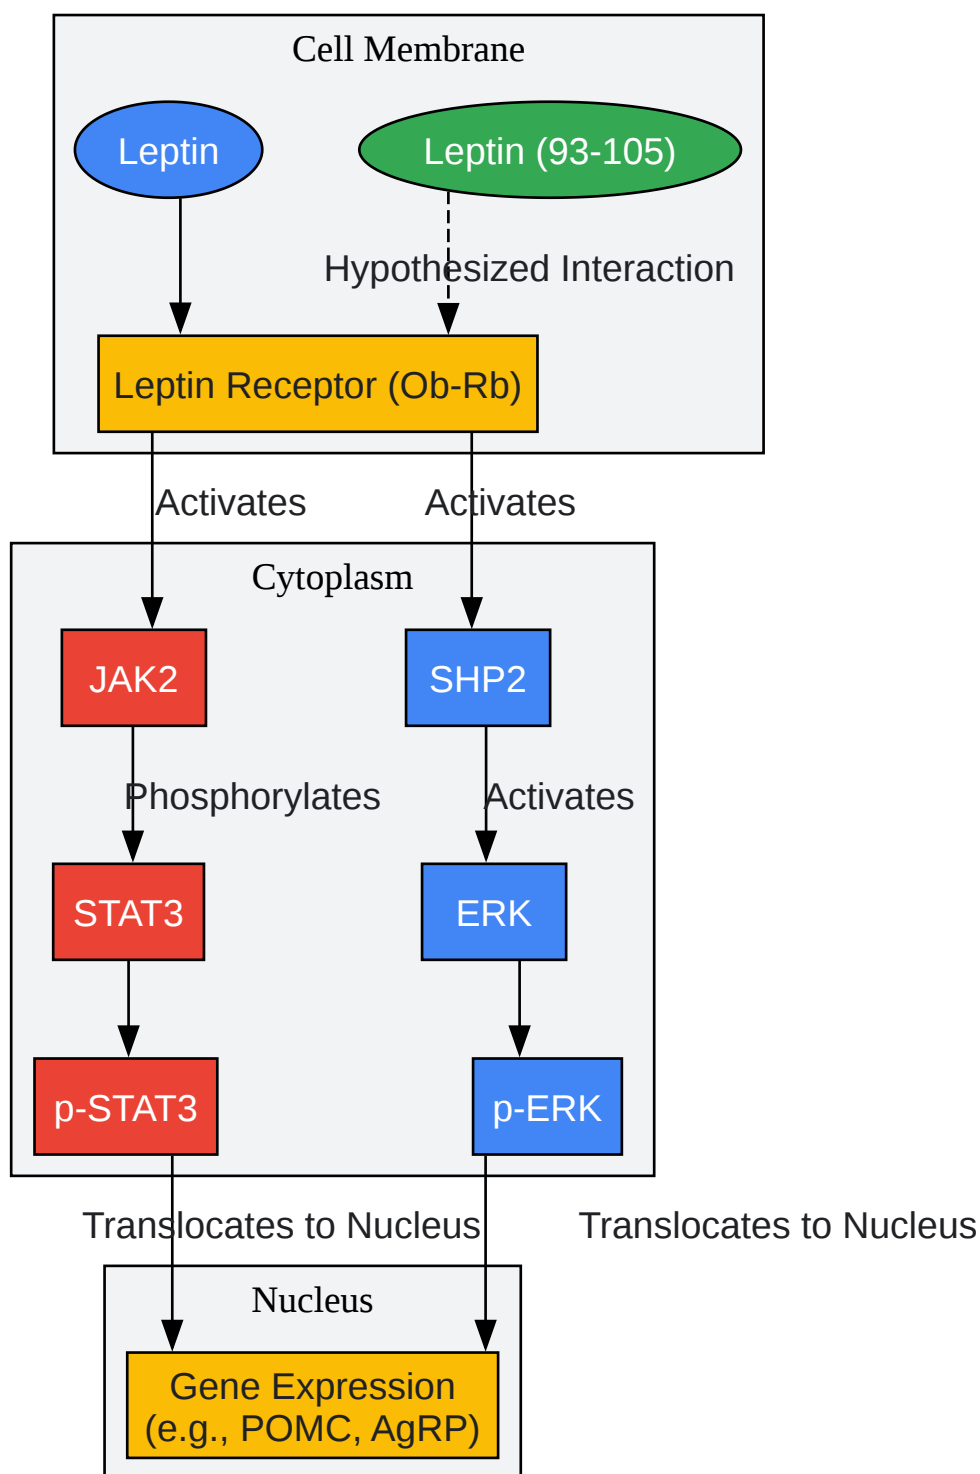 Cell Membrane
Leptin
Leptin (93-105)
Hypothesized Interaction
Leptin Receptor (Ob-Rb)
Activates
Activates
Cytoplasm
JAK2
SHP2
Phosphorylates
Activates
STAT3
ERK
p-STAT3
p-ERK
Translocates to Nucleus
Translocates to Nucleus
Nucleus
Gene Expression
(e.g., POMC, AgRP)